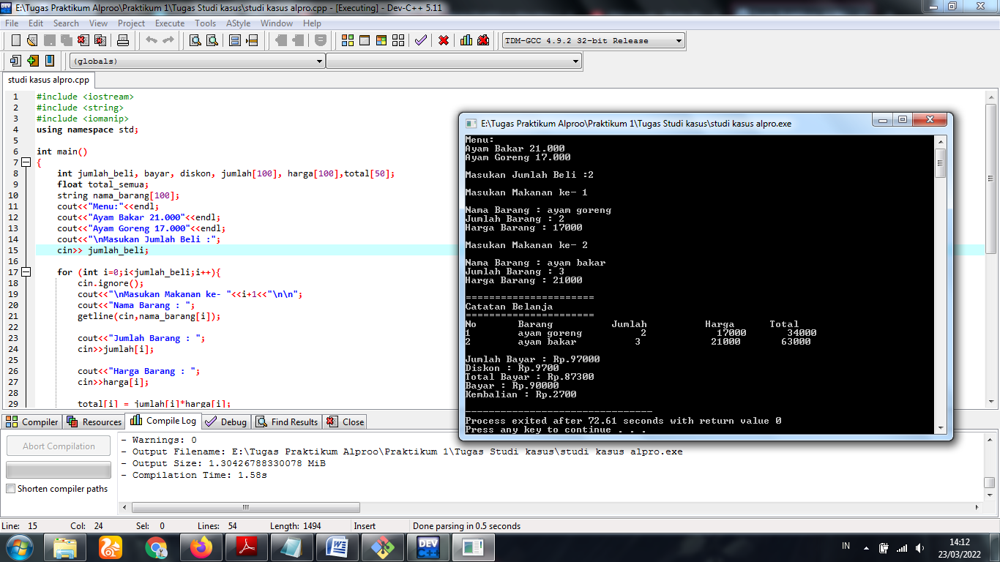 E:\Tugas Praktikum Alproo\Praktikum 1\Tugas Studi kasus\studi kasus alpro.cpp - [Executing] - Dev-C++ 5.11
File Edit Search View Project Execute Tools AStyle Window Help
TDM-GCC 4.9.2 32-bit Release
(globals)
studi kasus alpro.cpp
1 #include <iostream>
2 #include <string>
3 #include <iomanip>
4 using namespace std;
5
6 int main()
7 {
8 int jumlah_beli, bayar, diskon, jumlah[100], harga[100],total[50];
9 float total_semua;
10 string nama_barang[100];
11 cout<<"Menu:"<<endl;
12 cout<<"Ayam Bakar 21.000"<<endl;
13 cout<<"Ayam Goreng 17.000"<<endl;
14 cout<<"\nMasukan Jumlah Beli :";
15 cin>> jumlah_beli;
16
17 for (int i=0;i<jumlah_beli;i++){
18 cin.ignore();
19 cout<<"\nMasukan Makanan ke- "<<i+1<<"\n\n";
20 cout<<"Nama Barang : ";
21 getline(cin,nama_barang[i]);
22
23 cout<<"Jumlah Barang : ";
24 cin>>jumlah[i];
25
26 cout<<"Harga Barang : ";
27 cin>>harga[i];
28
29 total[i] = jumlah[i]*harga[i];
E:\Tugas Praktikum Alproo\Praktikum 1\Tugas Studi kasus\studi kasus alpro.exe
Menu:
Ayam Bakar 21.000
Ayam Goreng 17.000
Masukan Jumlah Beli :2
Masukan Makanan ke- 1
Nama Barang : ayam goreng
Jumlah Barang : 2
Harga Barang : 17000
Masukan Makanan ke- 2
Nama Barang : ayam bakar
Jumlah Barang : 3
Harga Barang : 21000
======================
Catatan Belanja
======================
No Barang Jumlah Harga Total
1 ayam goreng 2 17000 34000
2 ayam bakar 3 21000 63000
Jumlah Bayar : Rp.97000
Diskon : Rp.9700
Total Bayar : Rp.87300
Bayar : Rp.90000
Kembalian : Rp.2700
--------------------------------
Process exited after 72.61 seconds with return value 0
Press any key to continue . . .
Compiler Resources Compile Log Debug Find Results Close
Abort Compilation
Shorten compiler paths
- Warnings: 0
- Output Filename: E:\Tugas Praktikum Alproo\Praktikum 1\Tugas Studi kasus\studi kasus alpro.exe
- Output Size: 1.30426788330078 MiB
- Compilation Time: 1.58s
Line: 15 Col: 24 Sel: 0 Lines: 54 Length: 1494 Insert Done parsing in 0.5 seconds
DEV C++
IN
14:12
23/03/2022